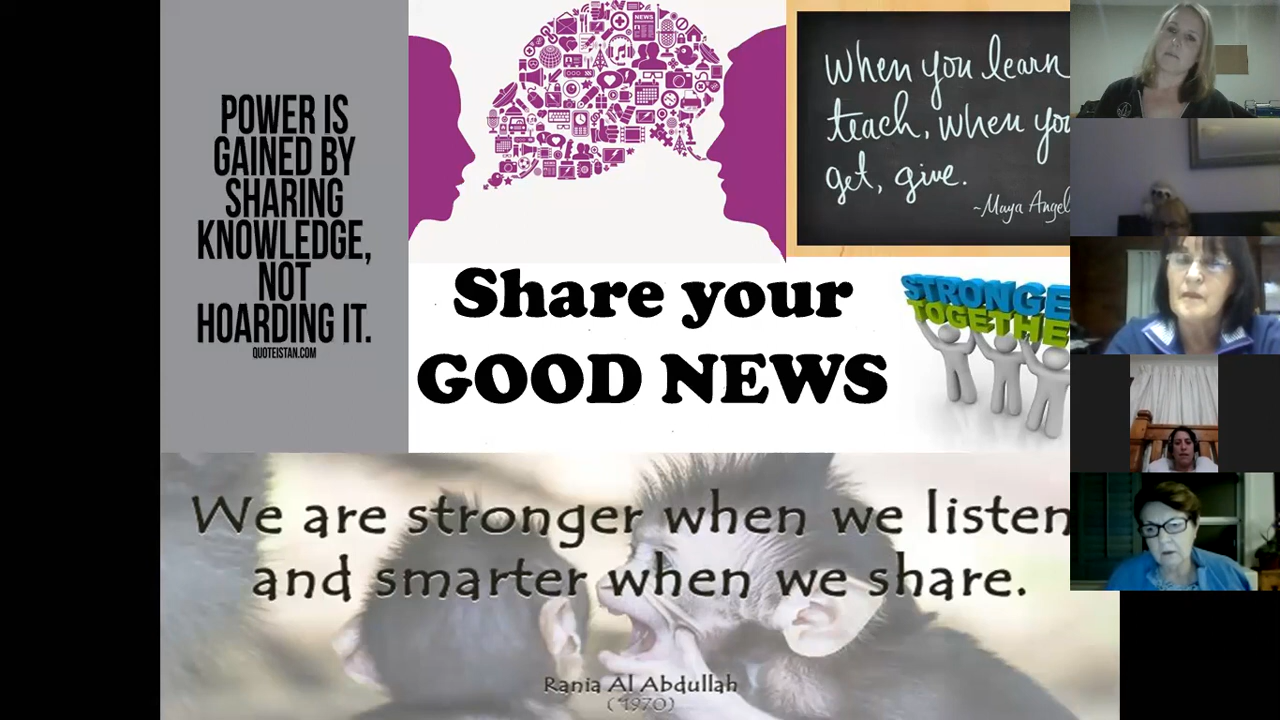 POWER IS
GAINED BY
SHARING
KNOWLEDGE,
NOT
HOARDING IT.
QUOTEISTAN.COM
NEWS
When you learn
teach, when you
get, give.
~Maya Angel
Share your
GOOD NEWS
STRONGE
TOGETHE
We are stronger when we listen
and smarter when we share.
Rania Al Abdullah
(*1970)